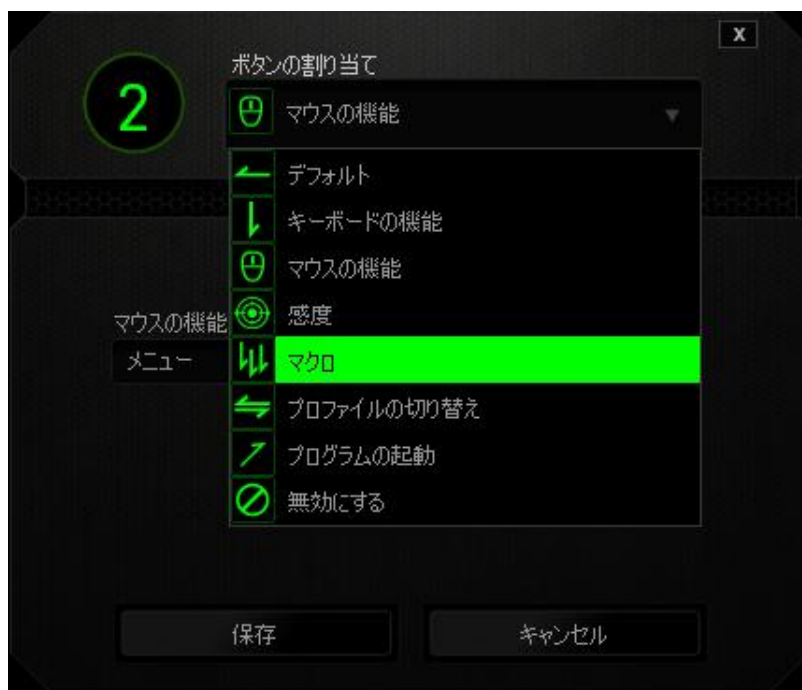 X
ボタンの割り当て
2
マウスの機能
デフォルト
キーボードの機能
マウスの機能
感度
マウスの機能
メニュー
マクロ
プロファイルの切り替え
プログラムの起動
無効にする
保存
キャンセル